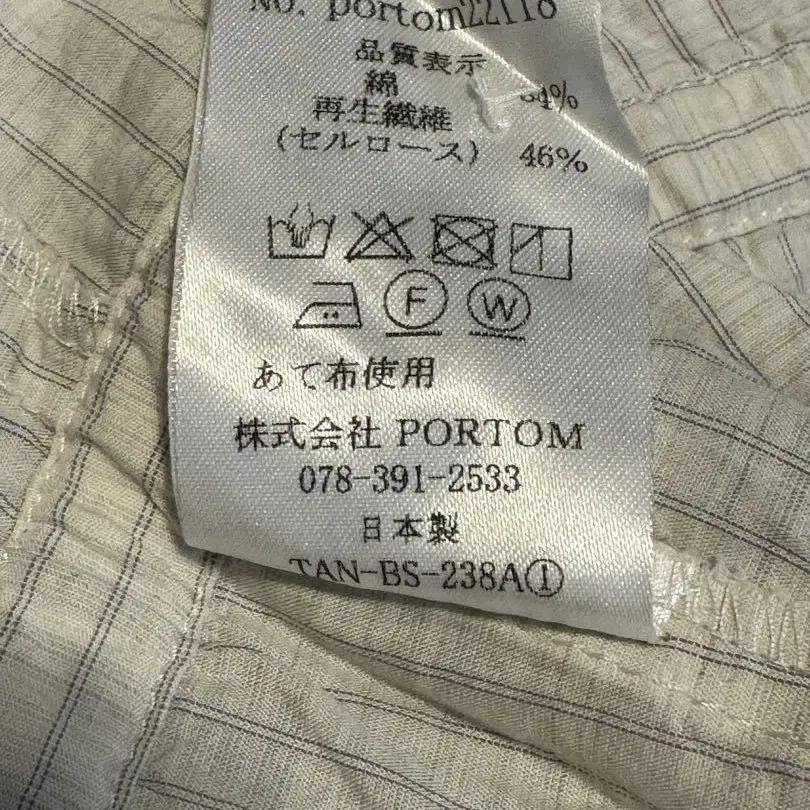 No.
品質表示
綿 54%
再生繊維
(セルロース) 46%
F W
あて布使用
株式会社 PORTOM
078-391-2533
日本製
TAN-BS-238A①